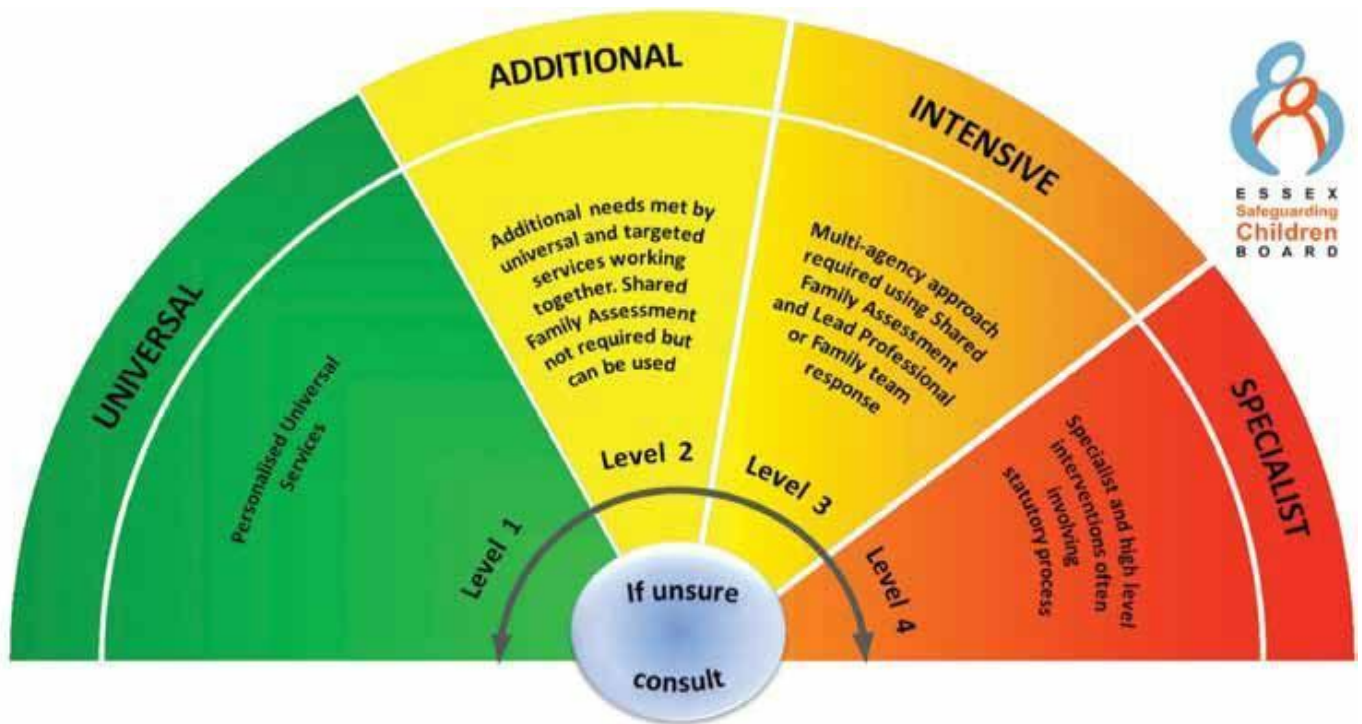 UNIVERSAL
Personalised Universal
Services
Level 1
ADDITIONAL
Additional needs met by
universal and targeted
services working
together. Shared
Family Assessment
not required but
can be used
Level 2
INTENSIVE
Multi-agency approach
required using Shared
Family Assessment
and Lead Professional
or Family team
response
Level 3
SPECIALIST
Specialist and high level
interventions often
involving
statutory process
Level 4
If unsure
consult
ESSEX
Safeguarding
Children
BOARD